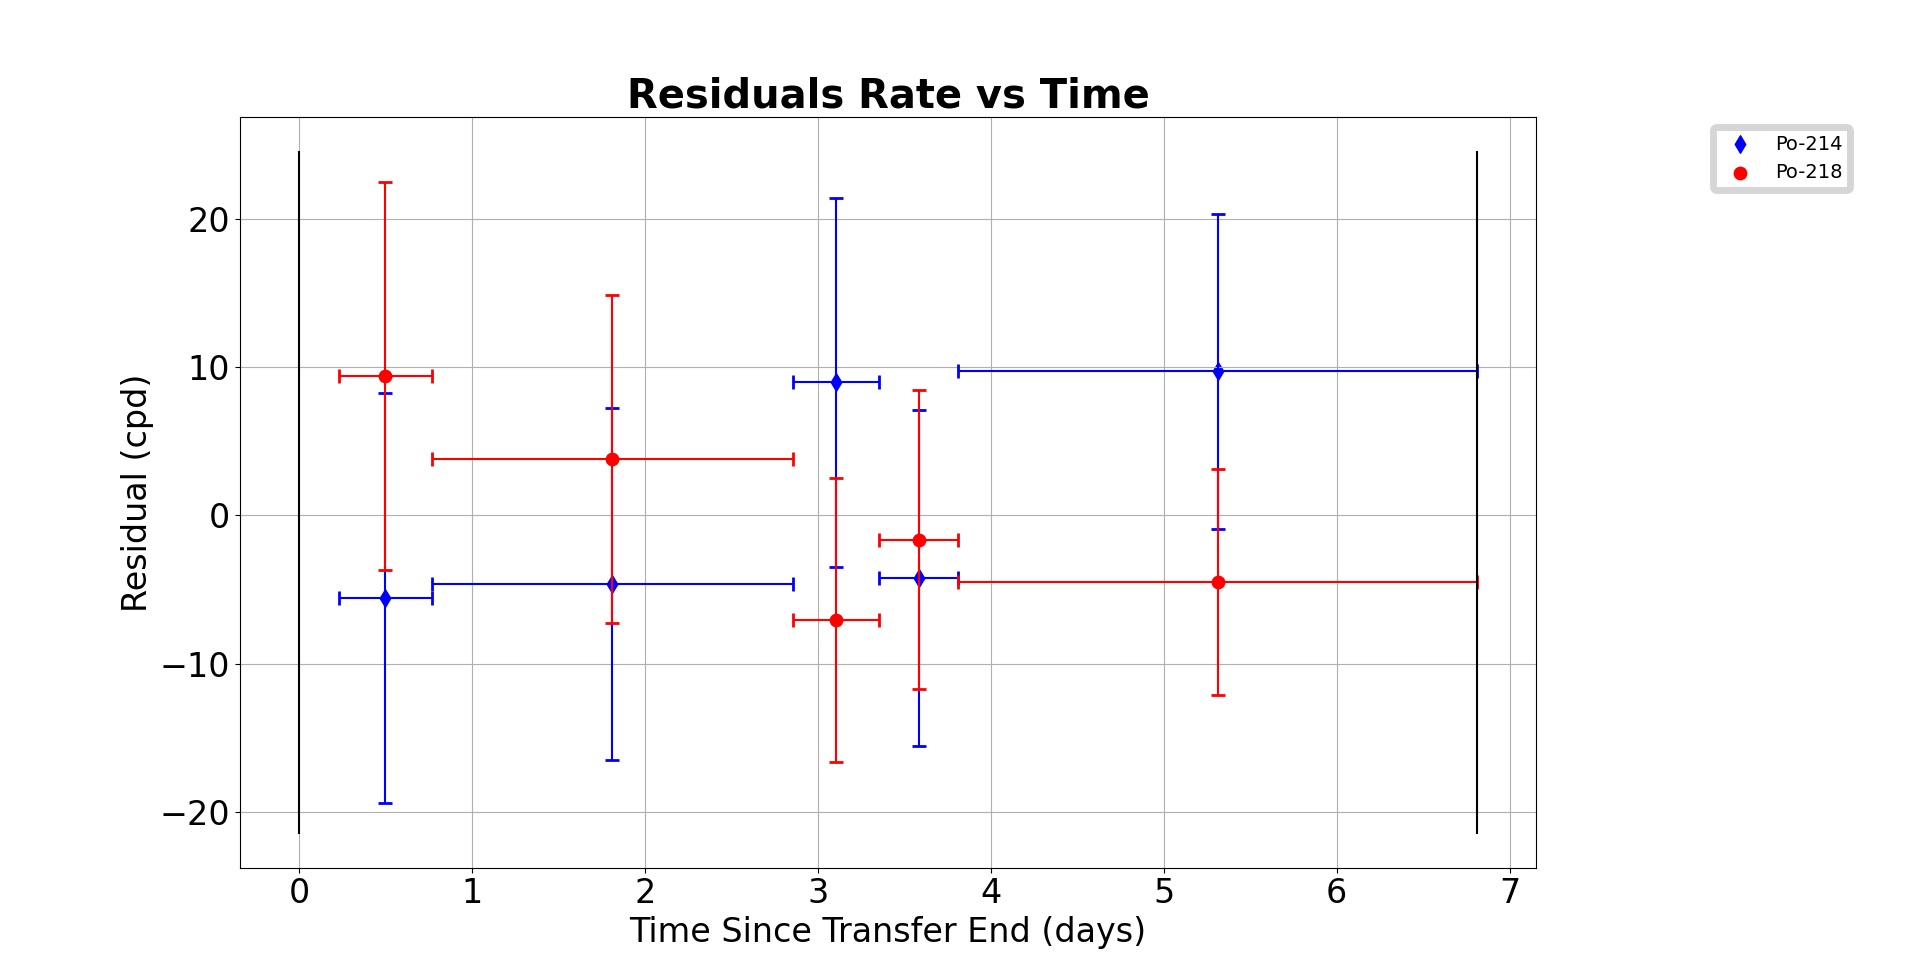 Residuals Rate vs Time
Po-214
Po-218
Residual (cpd)
20
10
0
−10
−20
0 1 2 3 4 5 6 7
Time Since Transfer End (days)